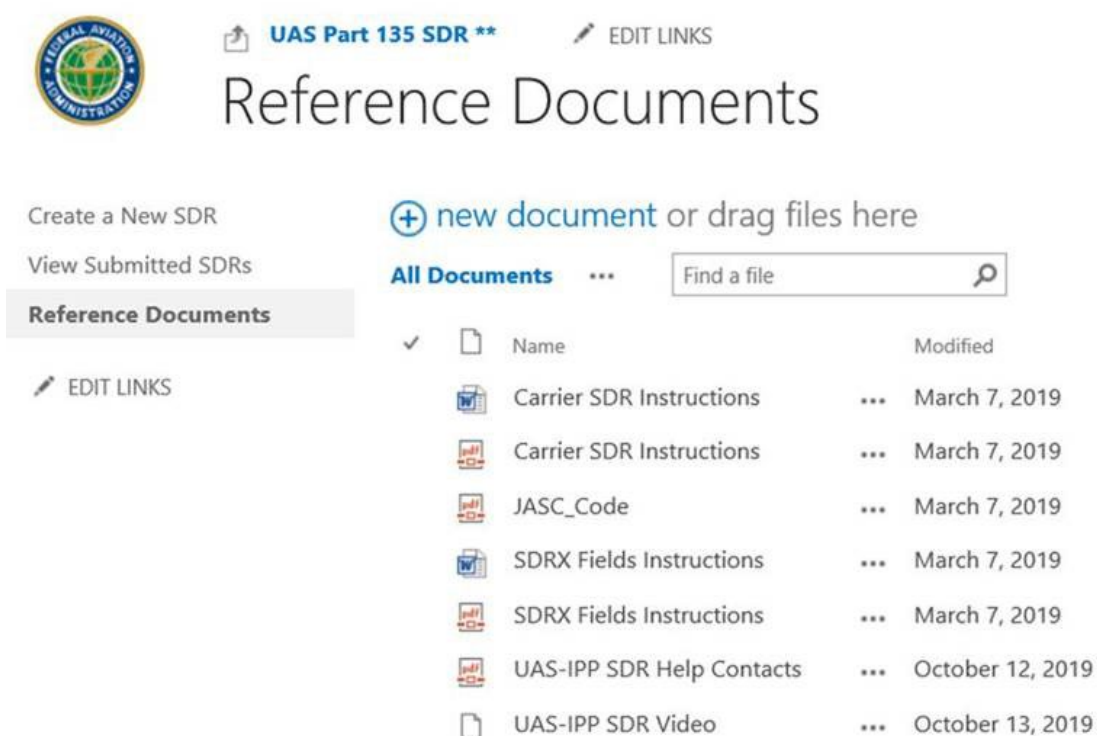 FEDERAL AVIATION
ADMINISTRATION
UAS Part 135 SDR ** EDIT LINKS
Reference Documents
Create a New SDR
View Submitted SDRs
Reference Documents
EDIT LINKS
new document or drag files here
All Documents ... Find a file
Name Modified
Carrier SDR Instructions ... March 7, 2019
Carrier SDR Instructions ... March 7, 2019
JASC_Code ... March 7, 2019
SDRX Fields Instructions ... March 7, 2019
SDRX Fields Instructions ... March 7, 2019
UAS-IPP SDR Help Contacts ... October 12, 2019
UAS-IPP SDR Video ... October 13, 2019